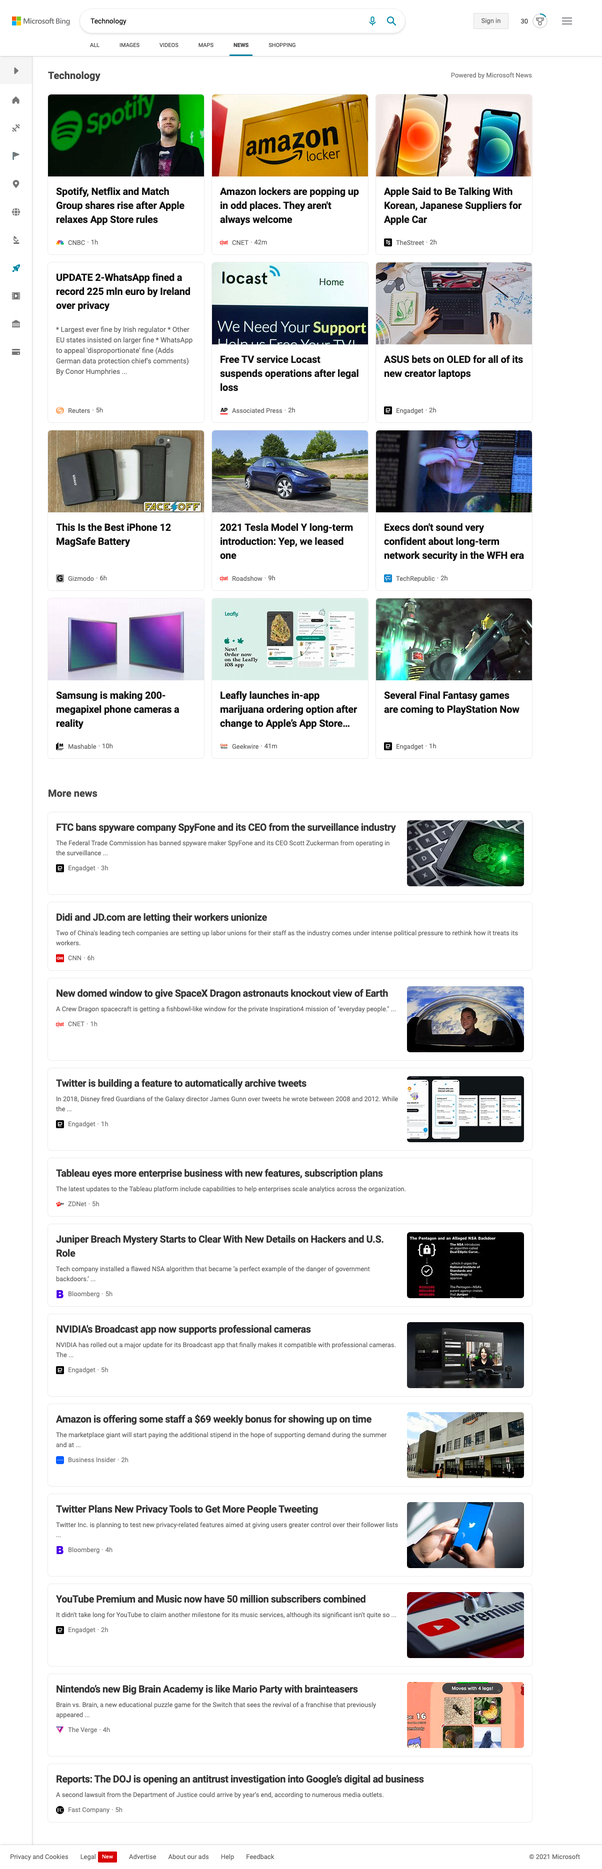 Microsoft Bing
Technology
Sign in
30
ALL
IMAGES
VIDEOS
MAPS
NEWS
SHOPPING
Technology
Powered by Microsoft News
Spotify
Spotify, Netflix and Match
Group shares rise after Apple
relaxes App Store rules
CNBC · 1h
amazon
locker
Amazon lockers are popping up
in odd places. They aren't
always welcome
CNET · 42m
Apple Said to Be Talking With
Korean, Japanese Suppliers for
Apple Car
TheStreet · 2h
UPDATE 2-WhatsApp fined a
record 225 mln euro by Ireland
over privacy
* Largest ever fine by Irish regulator * Other
EU states insisted on larger fine * WhatsApp
to appeal 'disproportionate' fine (Adds
German data protection chief's comments)
By Conor Humphries ...
Reuters · 5h
locast
Home
We Need Your Support
Help us Free Your TV!
Free TV service Locast
suspends operations after legal
loss
Associated Press · 2h
ASUS bets on OLED for all of its
new creator laptops
Engadget · 2h
FACEOFF
This Is the Best iPhone 12
MagSafe Battery
Gizmodo · 6h
2021 Tesla Model Y long-term
introduction: Yep, we leased
one
Roadshow · 9h
Execs don't sound very
confident about long-term
network security in the WFH era
TechRepublic · 2h
Samsung is making 200-
megapixel phone cameras a
reality
Mashable · 10h
Leafly
New!
Order now
on the Leafly
iOS app
Leafly launches in-app
marijuana ordering option after
change to Apple's App Store...
Geekwire · 41m
Several Final Fantasy games
are coming to PlayStation Now
Engadget · 1h
More news
FTC bans spyware company SpyFone and its CEO from the surveillance industry
The Federal Trade Commission has banned spyware maker SpyFone and its CEO Scott Zuckerman from operating in
the surveillance ...
Engadget · 3h
Didi and JD.com are letting their workers unionize
Two of China's leading tech companies are setting up labor unions for their staff as the industry comes under intense political pressure to rethink how it treats its
workers.
CNN · 6h
New domed window to give SpaceX Dragon astronauts knockout view of Earth
A Crew Dragon spacecraft is getting a fishbowl-like window for the private Inspiration4 mission of "everyday people." ...
CNET · 1h
Twitter is building a feature to automatically archive tweets
In 2018, Disney fired Guardians of the Galaxy director James Gunn over tweets he wrote between 2008 and 2012. While
the ...
Engadget · 1h
Tableau eyes more enterprise business with new features, subscription plans
The latest updates to the Tableau platform include capabilities to help enterprises scale analytics across the organization.
ZDNet · 5h
Juniper Breach Mystery Starts to Clear With New Details on Hackers and U.S.
Role
Tech company installed a flawed NSA algorithm that became 'a perfect example of the danger of government
backdoors.' ...
Bloomberg · 5h
The Pentagon and an Alleged NSA Backdoor
NVIDIA's Broadcast app now supports professional cameras
NVIDIA has rolled out a major update for its Broadcast app that finally makes it compatible with professional cameras.
The ...
Engadget · 5h
Amazon is offering some staff a $69 weekly bonus for showing up on time
The marketplace giant will start paying the additional stipend in the hope of supporting demand during the summer
and at ...
Business Insider · 2h
Twitter Plans New Privacy Tools to Get More People Tweeting
Twitter Inc. is planning to test new privacy-related features aimed at giving users greater control over their follower lists
...
Bloomberg · 4h
YouTube Premium and Music now have 50 million subscribers combined
It didn't take long for YouTube to claim another milestone for its music services, although its significant isn't quite so ...
Engadget · 2h
Premium
Nintendo's new Big Brain Academy is like Mario Party with brainteasers
Brain vs. Brain, a new educational puzzle game for the Switch that sees the revival of a franchise that previously
appeared ...
The Verge · 4h
Moves with 4 legs!
16
Reports: The DOJ is opening an antitrust investigation into Google's digital ad business
A second lawsuit from the Department of Justice could arrive by year's end, according to numerous media outlets.
Fast Company · 5h
Privacy and Cookies
Legal
New
Advertise
About our ads
Help
Feedback
© 2021 Microsoft